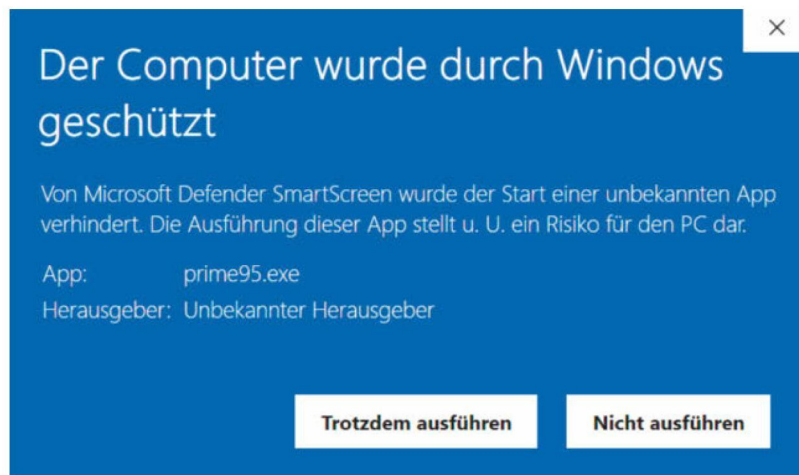 Der Computer wurde durch Windows
geschützt
Von Microsoft Defender SmartScreen wurde der Start einer unbekannten App
verhindert. Die Ausführung dieser App stellt u. U. ein Risiko für den PC dar.
App: prime95.exe
Herausgeber: Unbekannter Herausgeber
Trotzdem ausführen Nicht ausführen